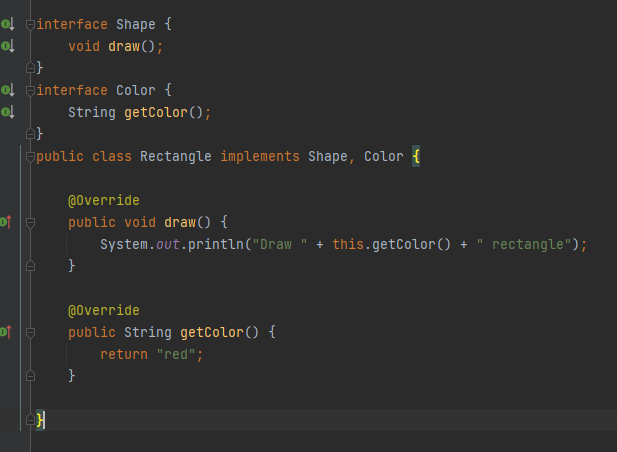 interface Shape {
    void draw();
}
interface Color {
    String getColor();
}
public class Rectangle implements Shape, Color {

    @Override
    public void draw() {
        System.out.println("Draw " + this.getColor() + " rectangle");
    }

    @Override
    public String getColor() {
        return "red";
    }

}